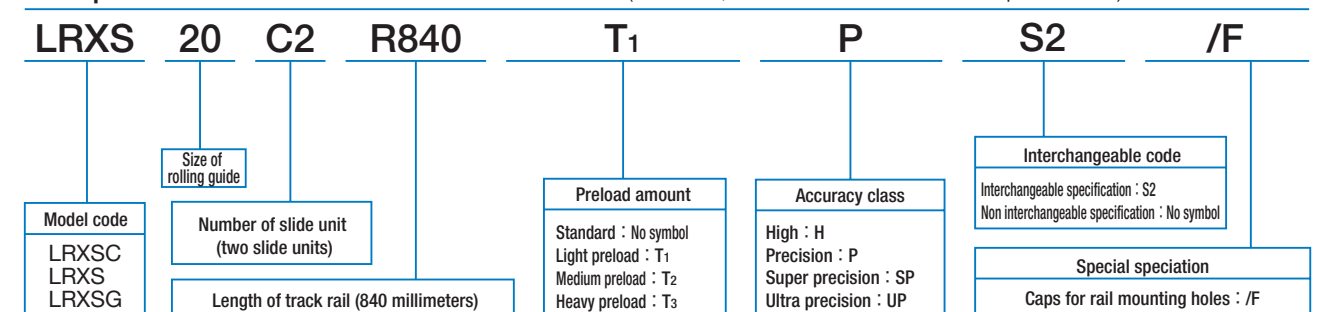 LRXS 20 C2 R840 T1 P S2 /F
Size of
rolling guide
Interchangeable code
Interchangeable specification：S2
Non interchangeable specification：No symbol
Model code
LRXSC
LRXS
LRXSG
Number of slide unit
(two slide units)
Length of track rail (840 millimeters)
Preload amount
Standard：No symbol
Light preload：T1
Medium preload：T2
Heavy preload：T3
Accuracy class
High：H
Precision：P
Super precision：SP
Ultra precision：UP
Special speciation
Caps for rail mounting holes：/F